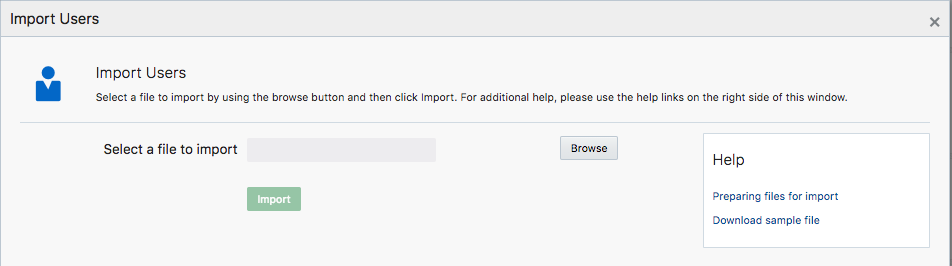 Import Users
Import Users
Select a file to import by using the browse button and then click Import. For additional help, please use the help links on the right side of this window.
Select a file to import
Browse
Import
Help
Preparing files for import
Download sample file